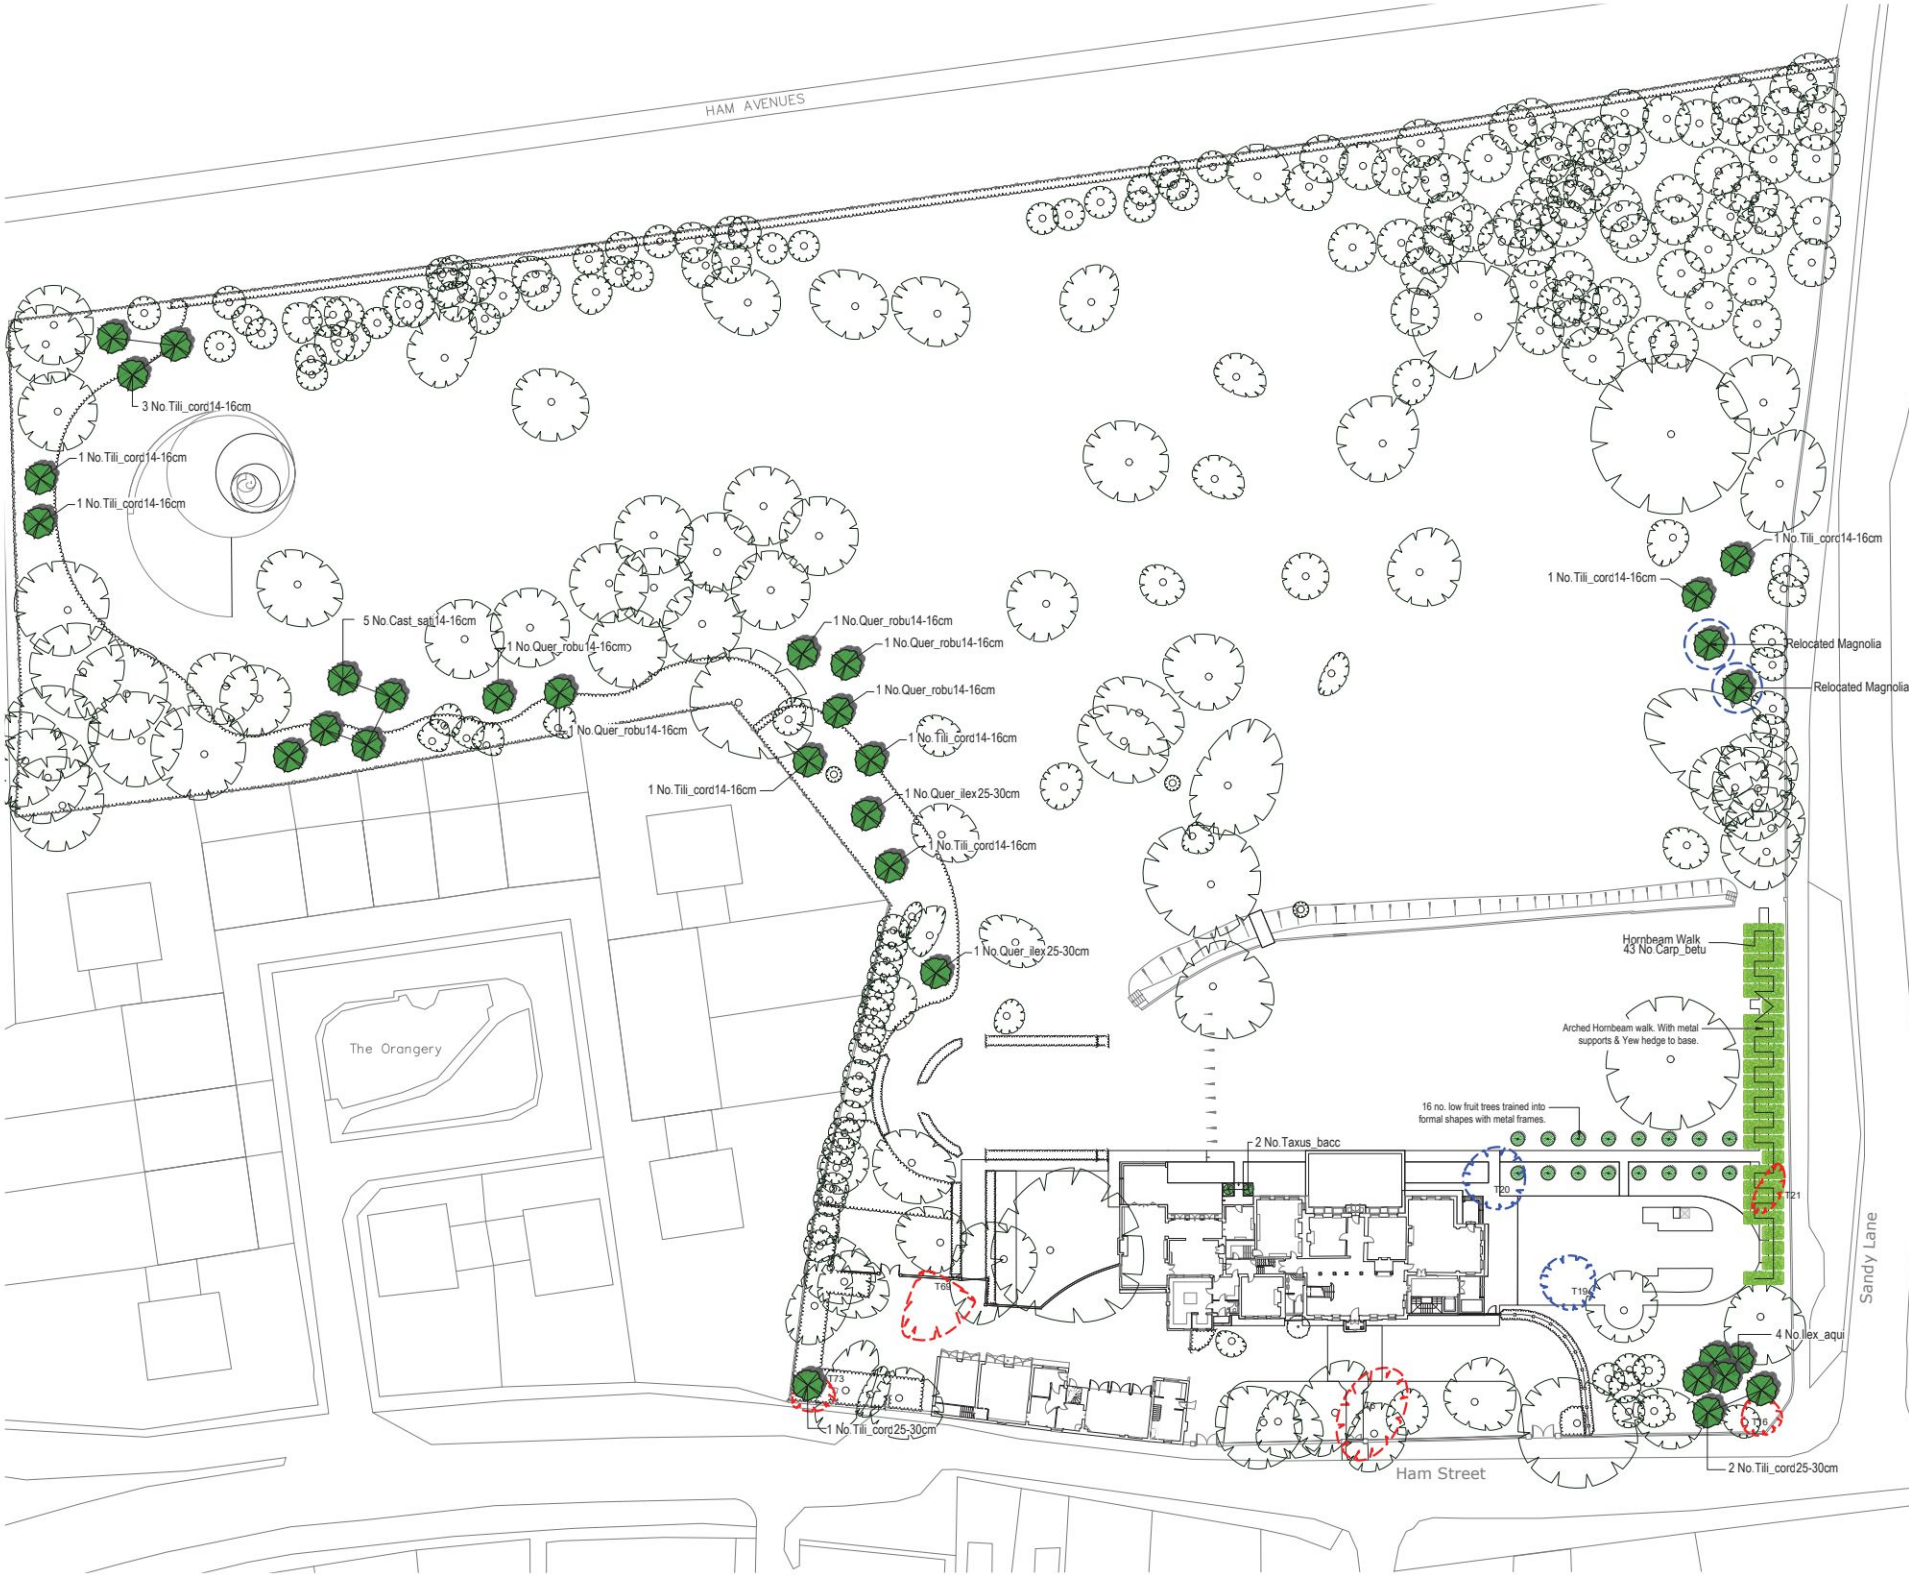 HAM AVENUES
3 No.Tili_cord14-16cm
1 No.Tili_cord14-16cm
1 No.Tili_cord14-16cm
1 No.Tili_cord14-16cm
1 No.Tili_cord14-16cm
5 No.Cast_sati14-16cm
1 No.Quer_robu14-16cm
1 No.Quer_robu14-16cm
1 No.Quer_robu14-16cm
Relocated Magnolia
1 No.Quer_robu14-16cm
Relocated Magnolia
1 No.Quer_robu14-16cm
1 No.Tili_cord14-16cm
1 No.Tili_cord14-16cm
1 No.Quer_ilex25-30cm
1 No.Tili_cord14-16cm
Hornbeam Walk
43 No.Carp_betu
1 No.Quer_ilex25-30cm
Arched Hornbeam walk. With metal
supports & Yew hedge to base.
The Orangery
16 no. low fruit trees trained into
formal shapes with metal frames.
2 No.Taxus_bacc
T20
T21
Sandy Lane
T69
T19
4 No.Ilex_aqui
T73
T16
1 No.Tili_cord25-30cm
2 No.Tili_cord25-30cm
Ham Street